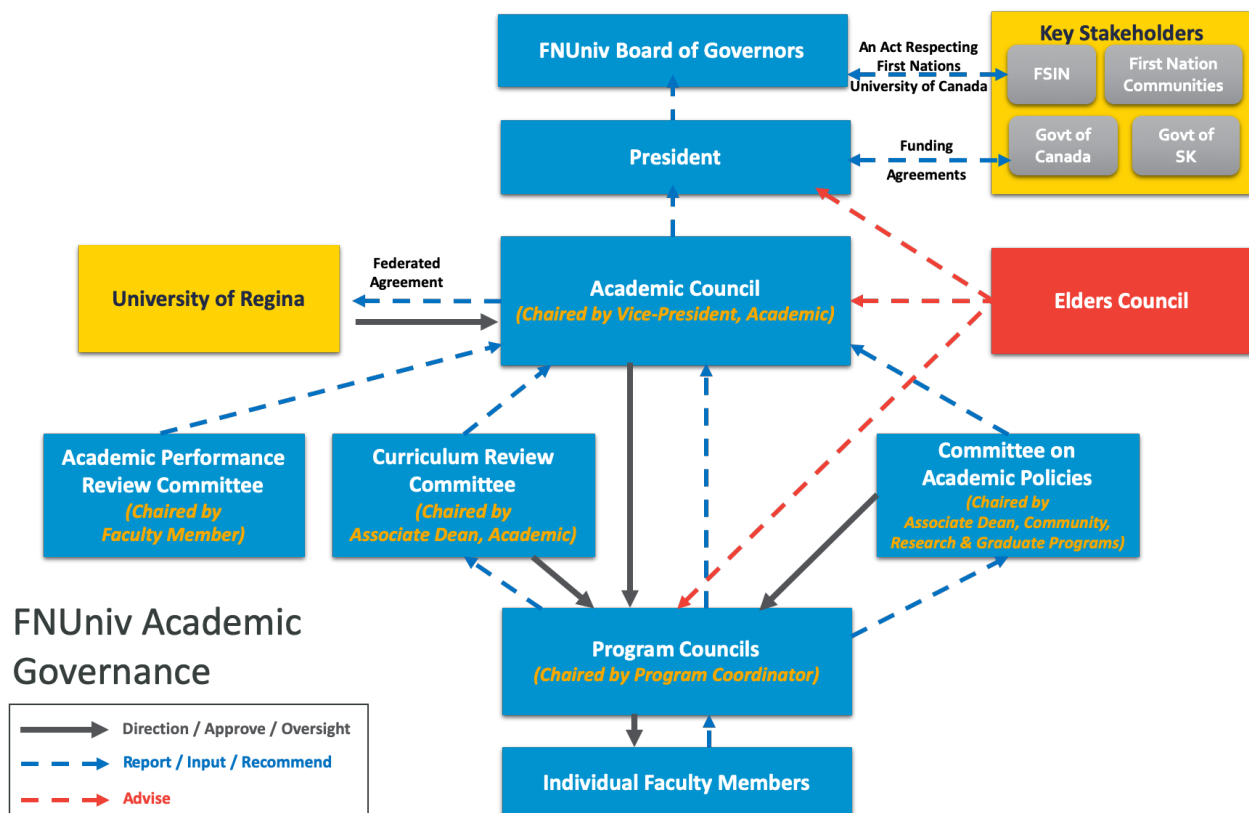 FNUniv Board of Governors
An Act Respecting
First Nations
University of Canada
Key Stakeholders
FSIN
First Nation
Communities
Govt of
Canada
Govt of
SK
President
Funding
Agreements
University of Regina
Federated
Agreement
Academic Council
(Chaired by Vice-President, Academic)
Elders Council
Academic Performance
Review Committee
(Chaired by
Faculty Member)
Curriculum Review
Committee
(Chaired by
Associate Dean, Academic)
Committee on
Academic Policies
(Chaired by
Associate Dean, Community,
Research & Graduate Programs)
Program Councils
(Chaired by Program Coordinator)
Individual Faculty Members
FNUniv Academic
Governance
Direction / Approve / Oversight
Report / Input / Recommend
Advise